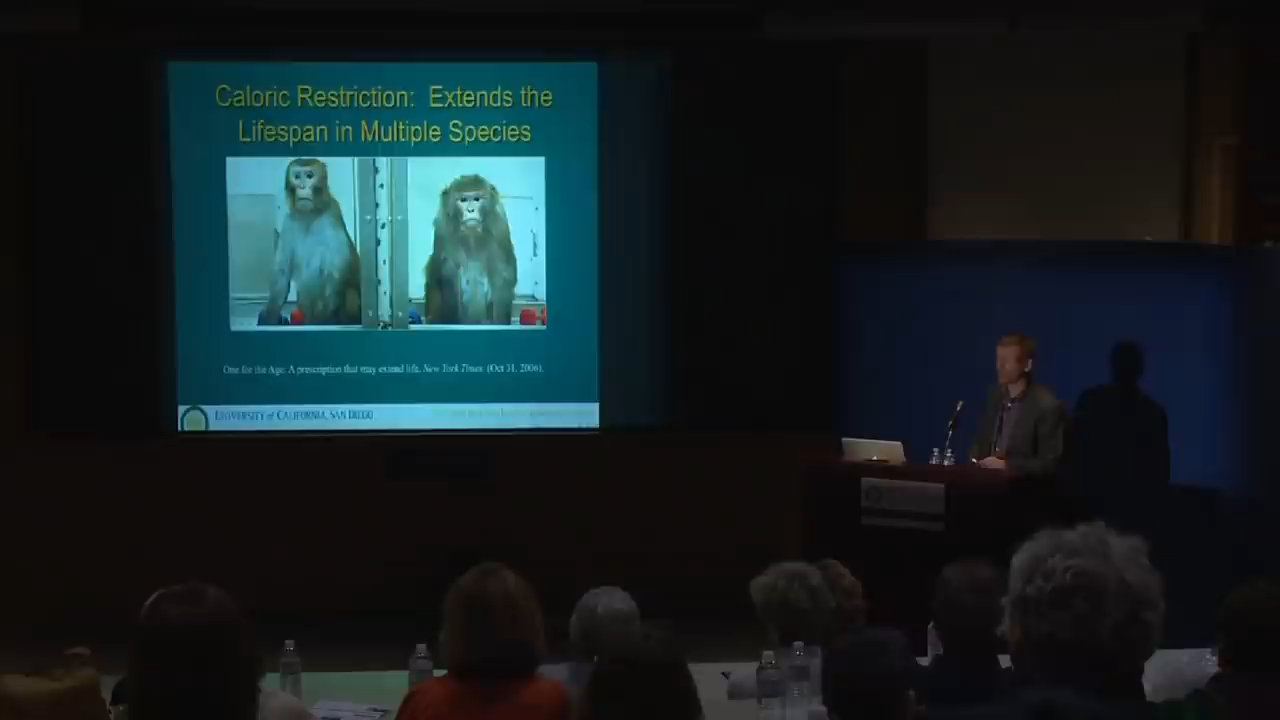 Caloric Restriction: Extends the
Lifespan in Multiple Species
One for the Age: A prescription that may extend life. New York Times. (Oct 31, 2006).
UNIVERSITY of CALIFORNIA, SAN DIEGO